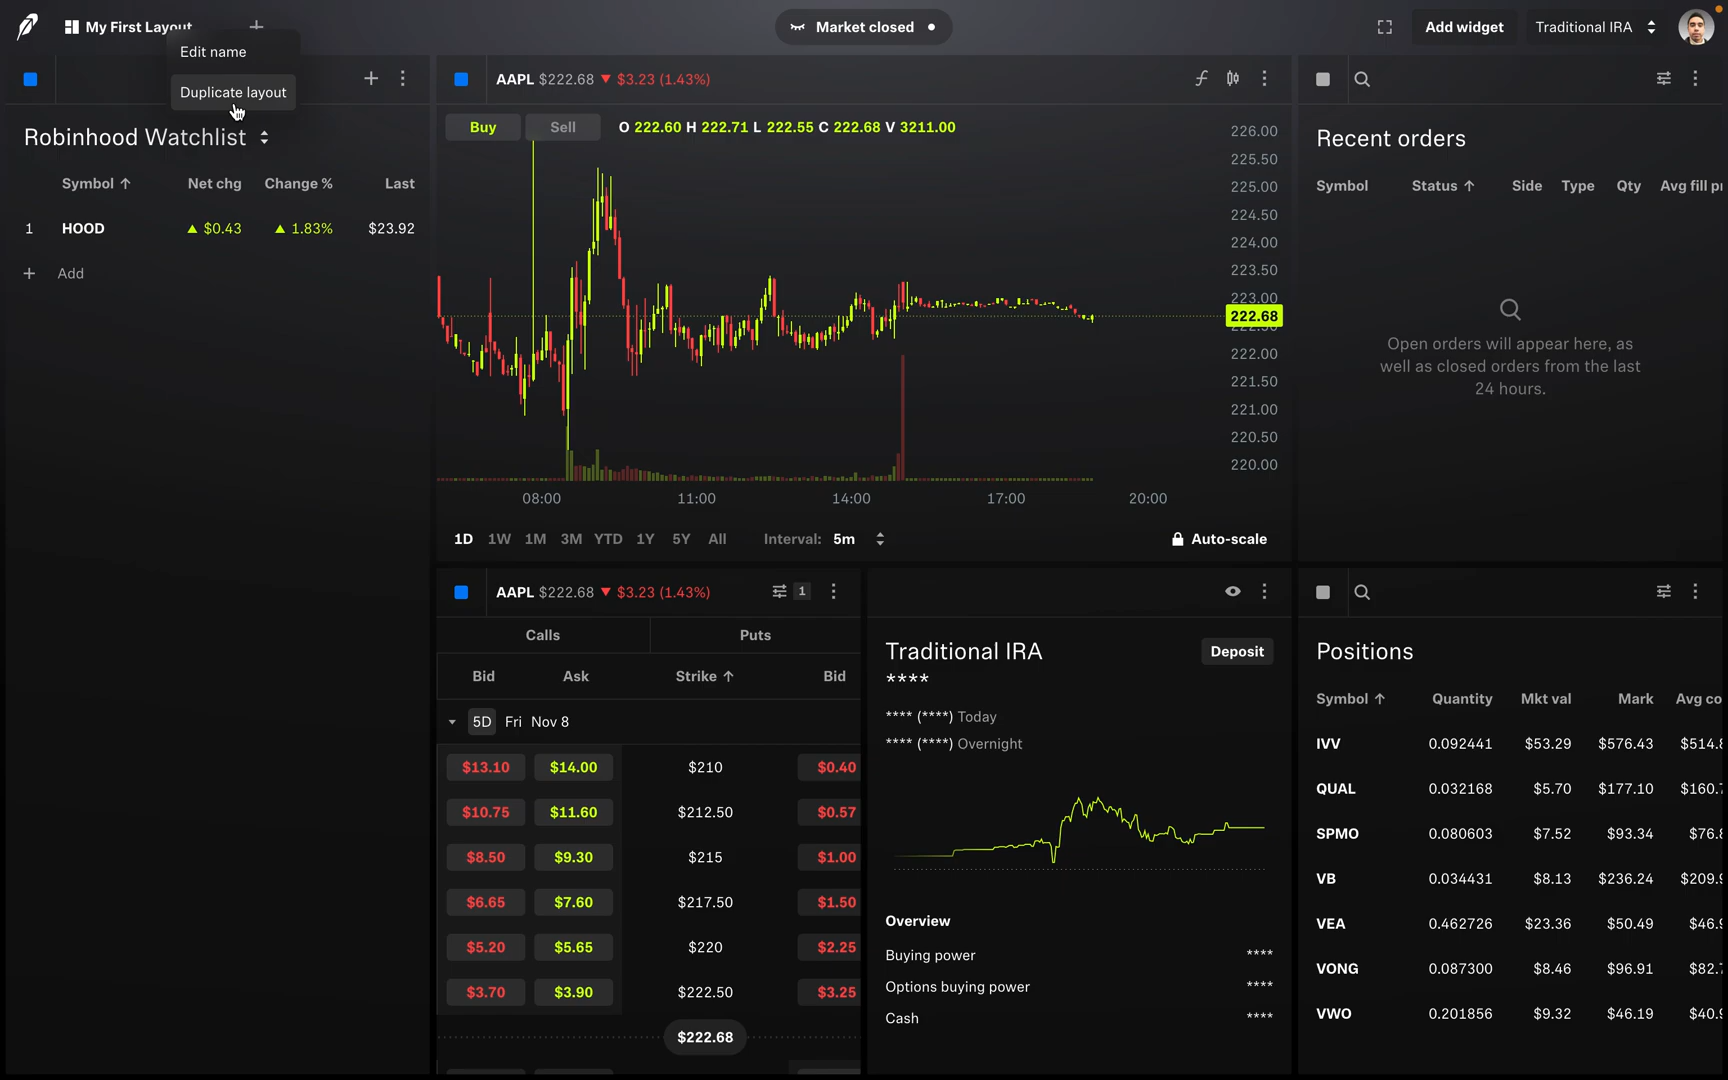 My First Layout
Market closed
Add widget
Traditional IRA
Edit name
Duplicate layout
Robinhood Watchlist
Symbol ↑ Net chg Change % Last
1 HOOD ▲ $0.43 ▲ 1.83% $23.92
+ Add
AAPL $222.68 ▼ $3.23 (1.43%)
Buy Sell O 222.60 H 222.71 L 222.55 C 222.68 V 3211.00
226.00
225.50
225.00
224.50
224.00
223.50
223.00
222.68
222.00
221.50
221.00
220.50
220.00
08:00 11:00 14:00 17:00 20:00
1D 1W 1M 3M YTD 1Y 5Y All Interval: 5m Auto-scale
Recent orders
Symbol Status ↑ Side Type Qty Avg fill
Open orders will appear here, as
well as closed orders from the last
24 hours.
AAPL $222.68 ▼ $3.23 (1.43%) 1
Calls Puts
Bid Ask Strike ↑ Bid
5D Fri Nov 8
$13.10 $14.00 $210 $0.40
$10.75 $11.60 $212.50 $0.57
$8.50 $9.30 $215 $1.00
$6.65 $7.60 $217.50 $1.50
$5.20 $5.65 $220 $2.25
$3.70 $3.90 $222.50 $3.25
$222.68
Traditional IRA
Deposit
****
**** (****) Today
**** (****) Overnight
Overview
Buying power ****
Options buying power ****
Cash ****
Positions
Symbol ↑ Quantity Mkt val Mark Avg
IVV 0.092441 $53.29 $576.43
QUAL 0.032168 $5.70 $177.10
SPMO 0.080603 $7.52 $93.34
VB 0.034431 $8.13 $236.24
VEA 0.462726 $23.36 $50.49
VONG 0.087300 $8.46 $96.91
VWO 0.201856 $9.32 $46.19